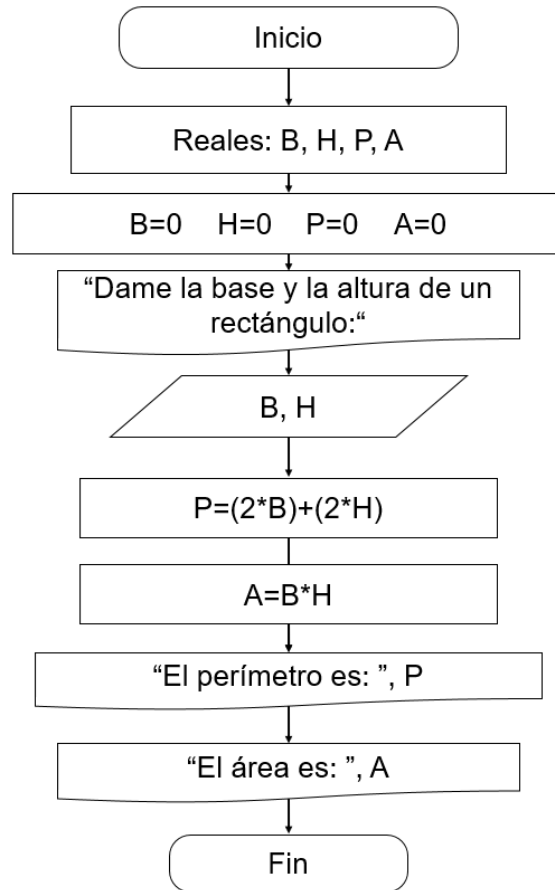 Inicio
Reales: B, H, P, A
B=0 H=0 P=0 A=0
“Dame la base y la altura de un
rectángulo:“
B, H
P=(2*B)+(2*H)
A=B*H
“El perímetro es: ”, P
“El área es: ”, A
Fin